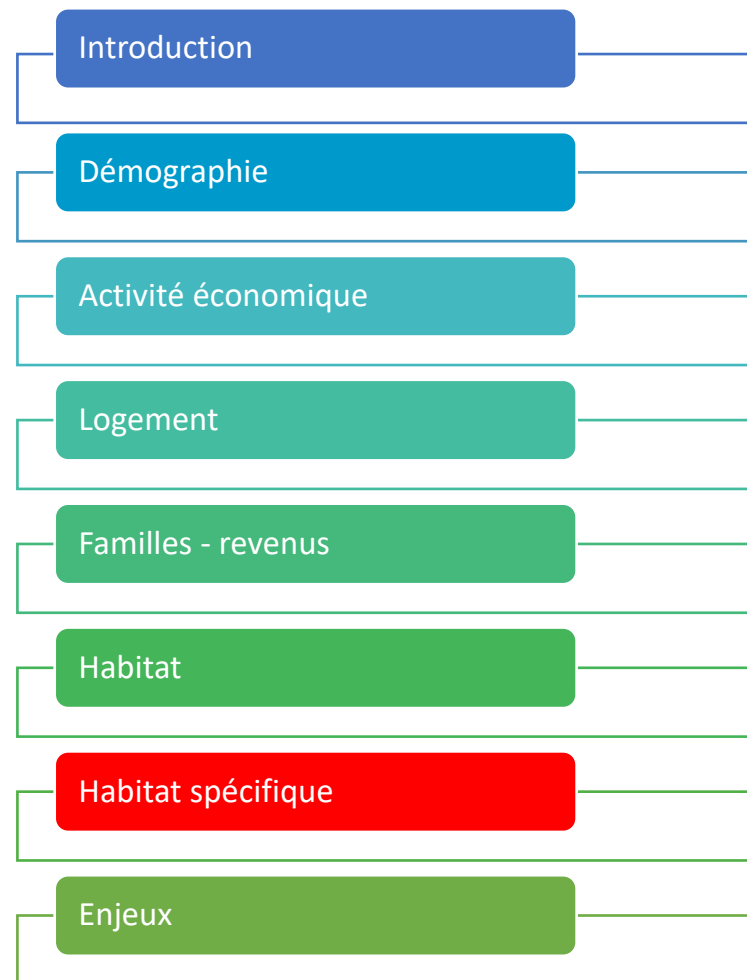 Introduction
Démographie
Activité économique
Logement
Familles - revenus
Habitat
Habitat spécifique
Enjeux